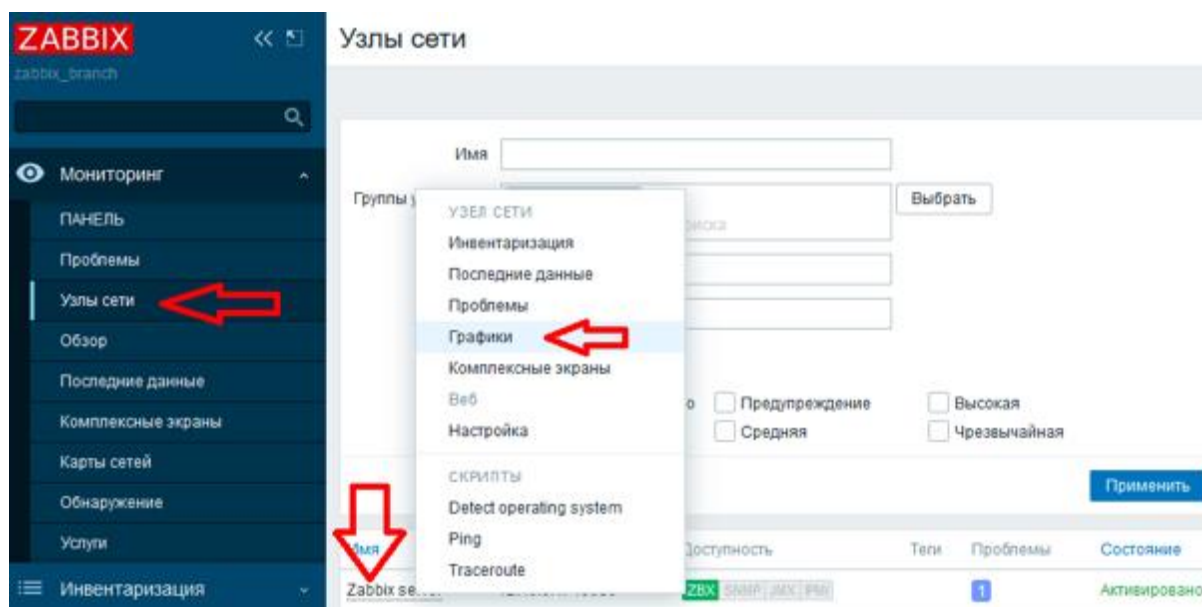 ZABBIX
zabbix_branch
Узлы сети
Мониторинг
ПАНЕЛЬ
Проблемы
Узлы сети
Обзор
Последние данные
Комплексные экраны
Карты сетей
Обнаружение
Услуги
Инвентаризация
Имя
Группы
Выбрать
УЗЕЛ СЕТИ
Инвентаризация
Последние данные
Проблемы
Графики
Комплексные экраны
Веб
Настройка
СКРИПТЫ
Detect operating system
Ping
Traceroute
Предупреждение
Высокая
Средняя
Чрезвычайная
Применить
Имя
Доступность
Теги
Проблемы
Состояние
Zabbix
ZBX SNMP JMX IPMI
1
Активировано